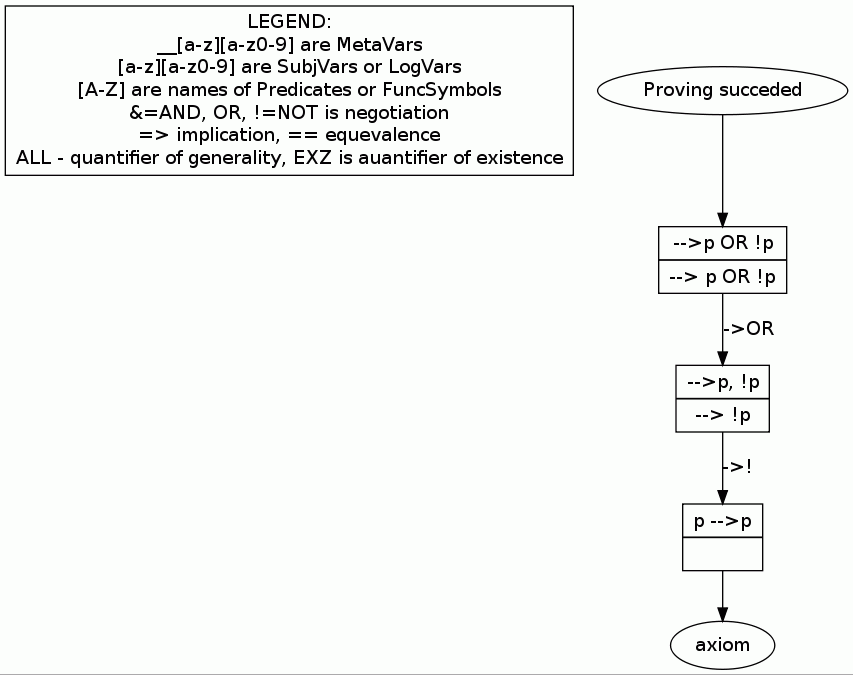 LEGEND:
__[a-z][a-z0-9] are MetaVars
[a-z][a-z0-9] are SubjVars or LogVars
[A-Z] are names of Predicates or FuncSymbols
&=AND, OR, !=NOT is negotiation
=> implication, == equevalence
ALL - quantifier of generality, EXZ is auantifier of existence
Proving succeded
-->p OR !p
--> p OR !p
->OR
-->p, !p
--> !p
->!
p -->p
axiom